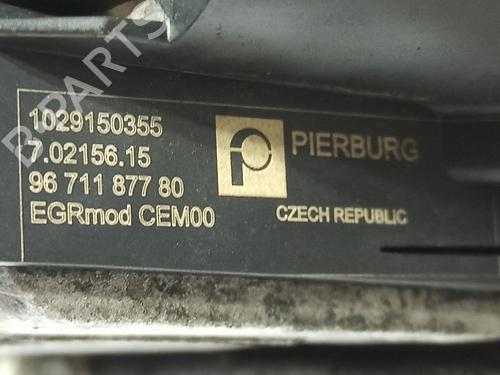 B-PARTS
1029150355
7.02156.15
96 711 877 80
EGRmod CEM00
PIERBURG
CZECH REPUBLIC